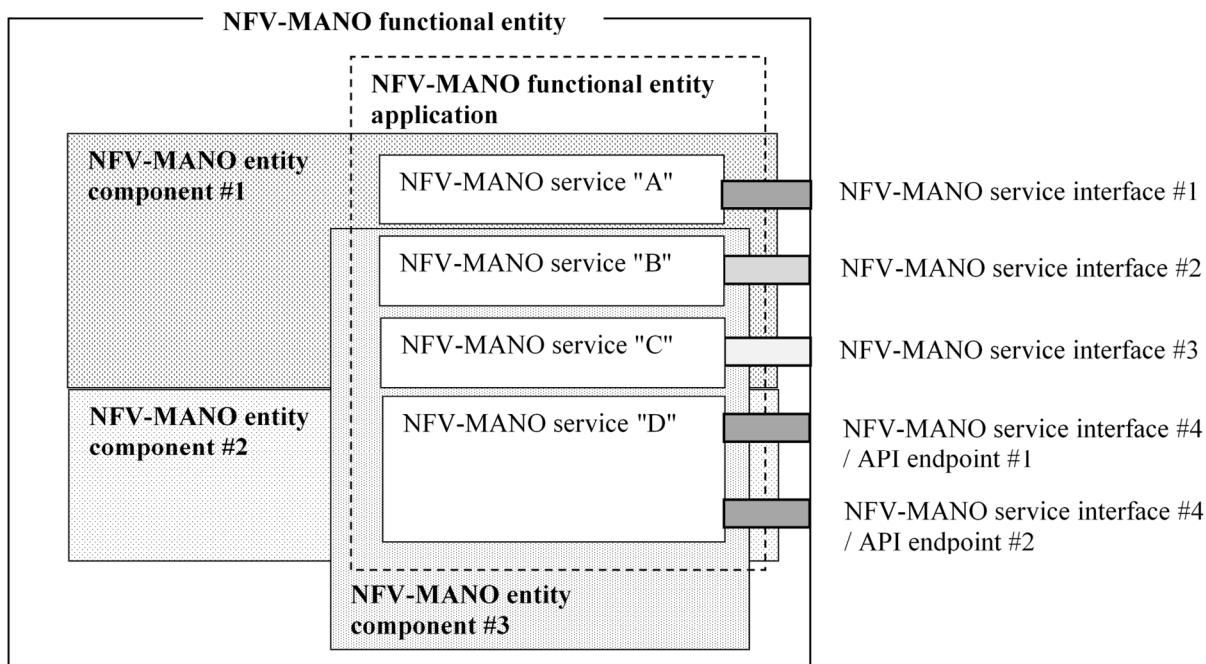 NFV-MANO functional entity
NFV-MANO functional entity
application
NFV-MANO entity
component #1
NFV-MANO service "A"
NFV-MANO service interface #1
NFV-MANO service "B"
NFV-MANO service interface #2
NFV-MANO service "C"
NFV-MANO service interface #3
NFV-MANO entity
component #2
NFV-MANO service "D"
NFV-MANO service interface #4
/ API endpoint #1
NFV-MANO service interface #4
/ API endpoint #2
NFV-MANO entity
component #3